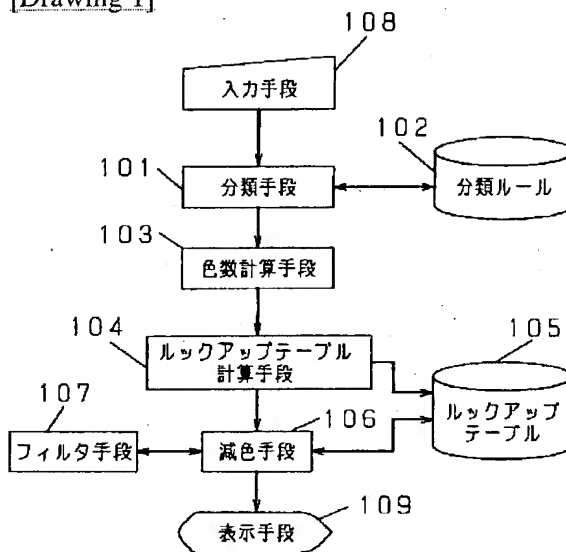 [Drawing 1]
108
入力手段
102
101
分類手段
分類ルール
103
色数計算手段
104
ルックアップテーブル
計算手段
105
ルックアップ
テーブル
107
106
フィルタ手段
減色手段
109
表示手段